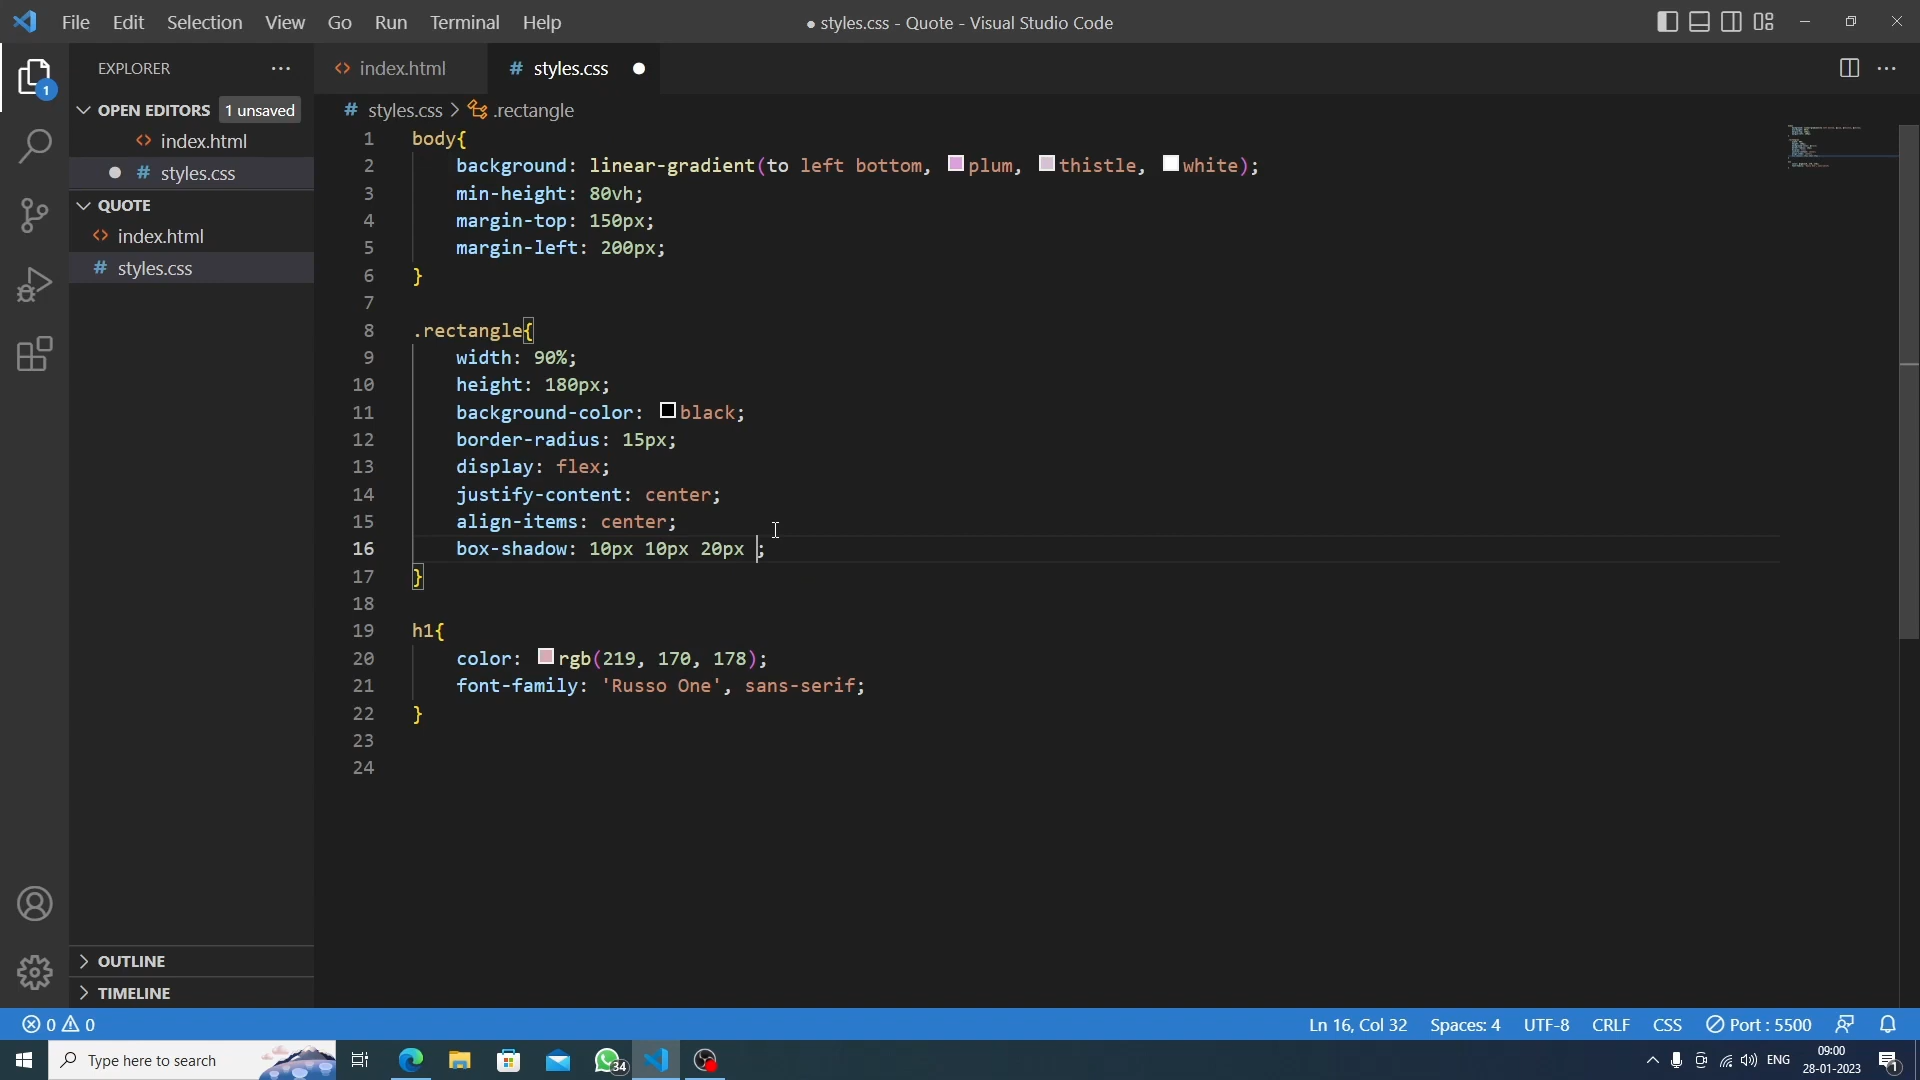 File Edit Selection View Go Run Terminal Help ● styles.css - Quote - Visual Studio Code
EXPLORER ···
index.html # styles.css ●
OPEN EDITORS 1 unsaved
# styles.css > .rectangle
index.html
# styles.css
QUOTE
index.html
# styles.css
1 body{
2 background: linear-gradient(to left bottom, plum, thistle, white);
3 min-height: 80vh;
4 margin-top: 150px;
5 margin-left: 200px;
6 }
7
8 .rectangle{
9 width: 90%;
10 height: 180px;
11 background-color: black;
12 border-radius: 15px;
13 display: flex;
14 justify-content: center;
15 align-items: center;
16 box-shadow: 10px 10px 20px ;
17 }
18
19 h1{
20 color: rgb(219, 170, 178);
21 font-family: 'Russo One', sans-serif;
22 }
23
24
1
OUTLINE
TIMELINE
0 0 Ln 16, Col 32 Spaces: 4 UTF-8 CRLF CSS Port : 5500
Type here to search 34 ENG 09:00
28-01-2023 1